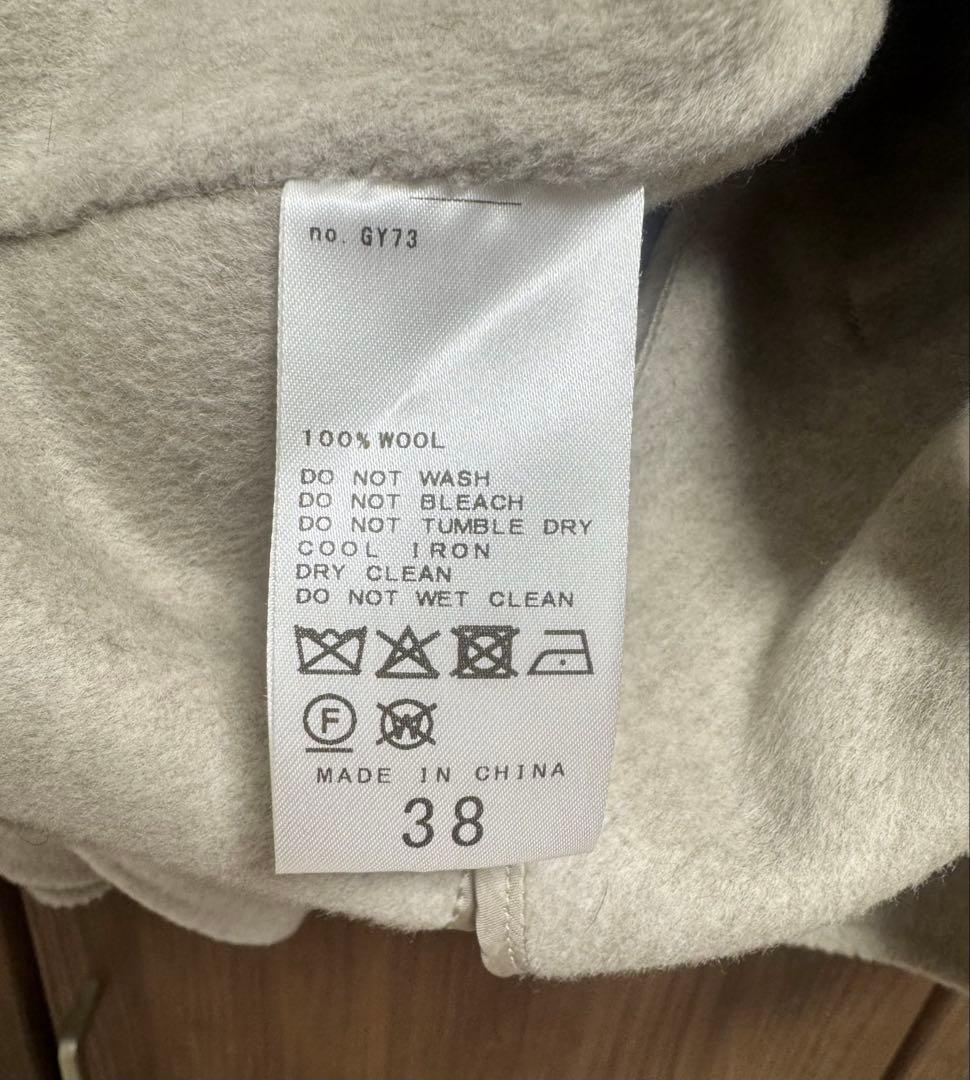 no. GY73
100% WOOL
DO NOT WASH
DO NOT BLEACH
DO NOT TUMBLE DRY
COOL IRON
DRY CLEAN
DO NOT WET CLEAN
F W
MADE IN CHINA
38